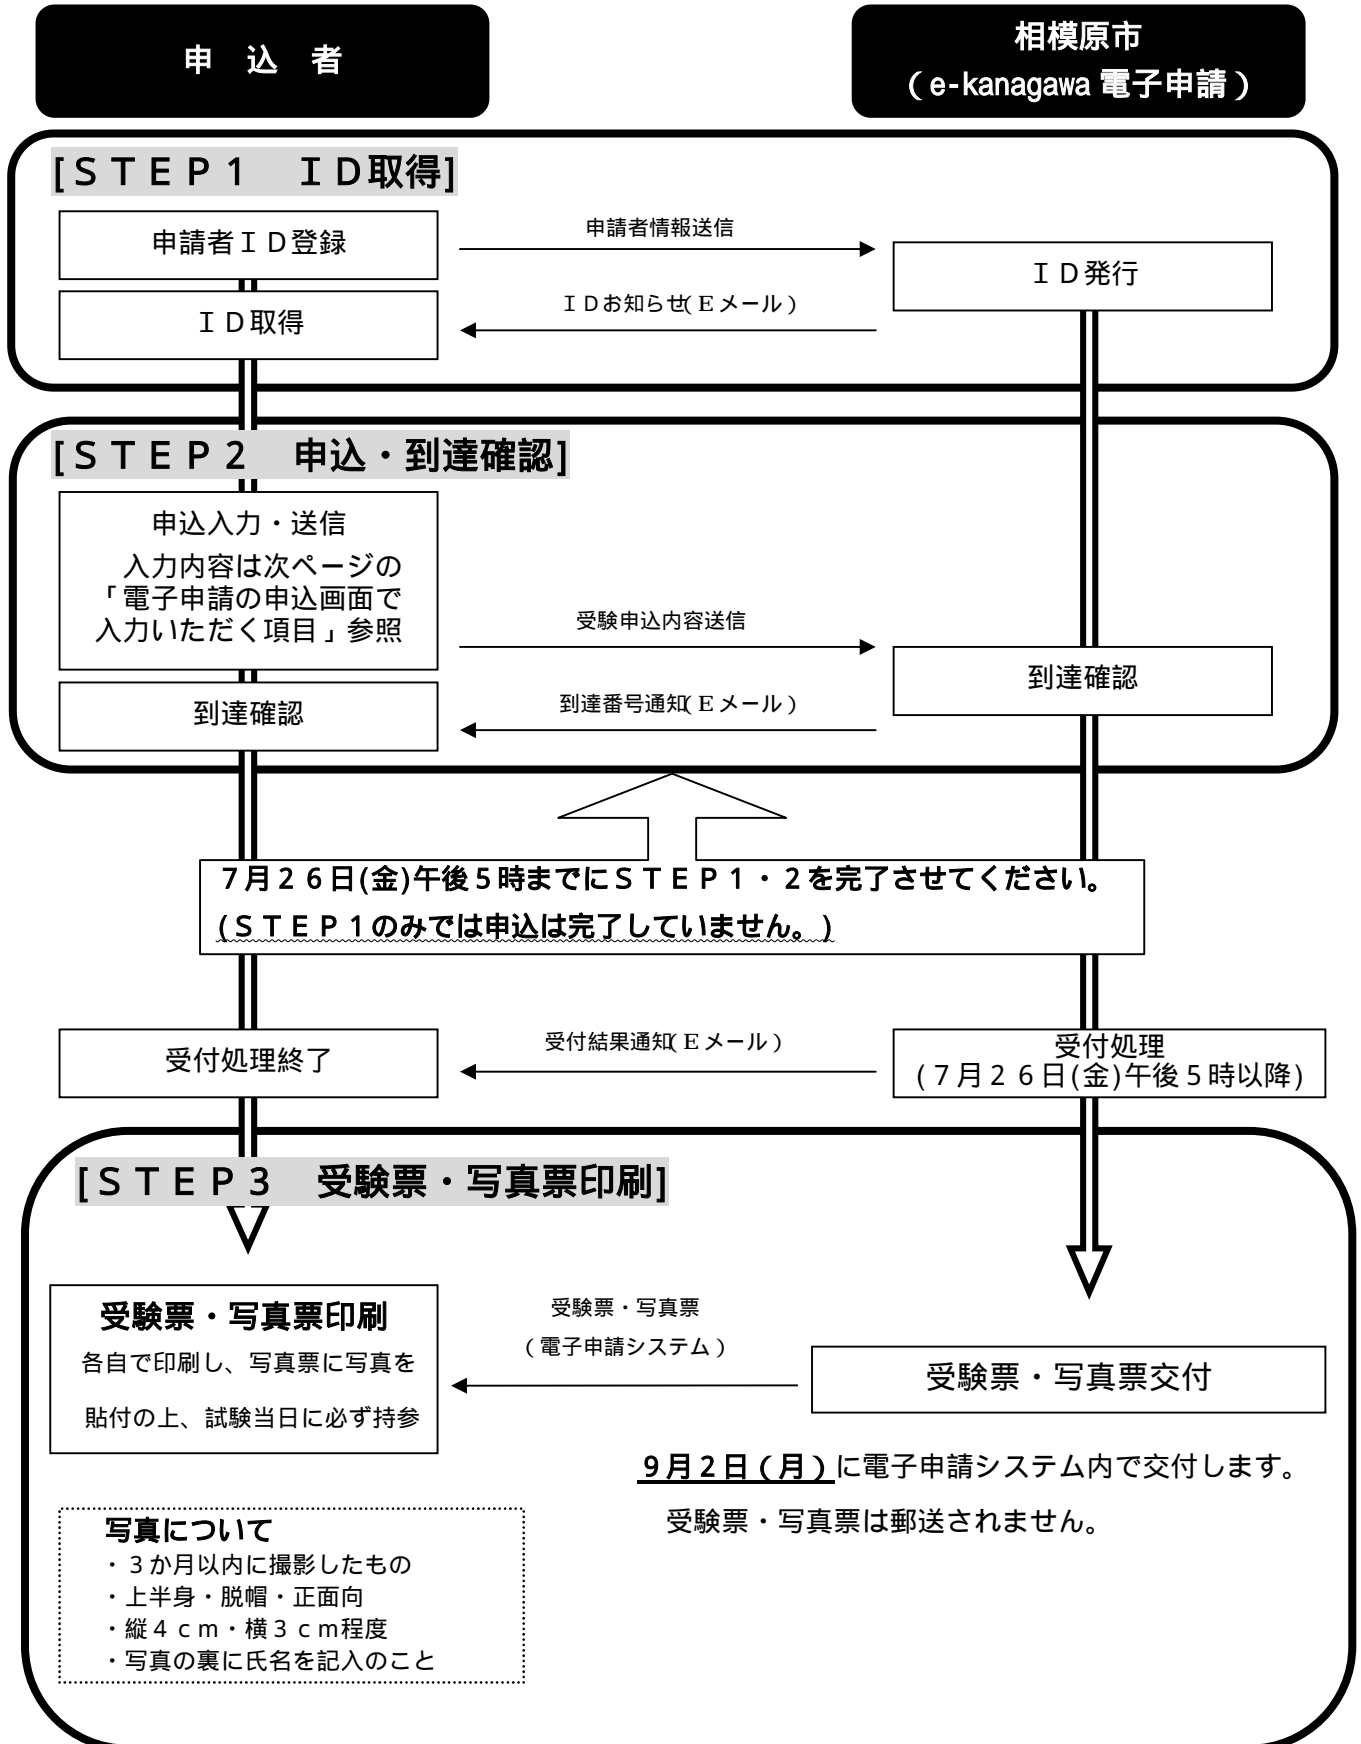 申　込　者
相模原市
（e-kanagawa 電子申請）
[ＳＴＥＰ１　ＩＤ取得]
申請者ＩＤ登録
申請者情報送信
ＩＤ発行
ＩＤお知らせ(Ｅメール）
ＩＤ取得
[ＳＴＥＰ２　申込・到達確認]
申込入力・送信
入力内容は次ページの
「電子申請の申込画面で
入力いただく項目」参照
受験申込内容送信
到達確認
到達番号通知(Ｅメール）
到達確認
７月２６日(金)午後５時までにＳＴＥＰ１・２を完了させてください。
(ＳＴＥＰ１のみでは申込は完了していません。)
受付処理終了
受付結果通知(Ｅメール）
受付処理
(７月２６日(金)午後５時以降)
[ＳＴＥＰ３　受験票・写真票印刷]
受験票・写真票印刷
各自で印刷し、写真票に写真を
貼付の上、試験当日に必ず持参
受験票・写真票
（電子申請システム）
受験票・写真票交付
９月２日（月）に電子申請システム内で交付します。
受験票・写真票は郵送されません。
写真について
・３か月以内に撮影したもの
・上半身・脱帽・正面向
・縦４ｃｍ・横３ｃｍ程度
・写真の裏に氏名を記入のこと